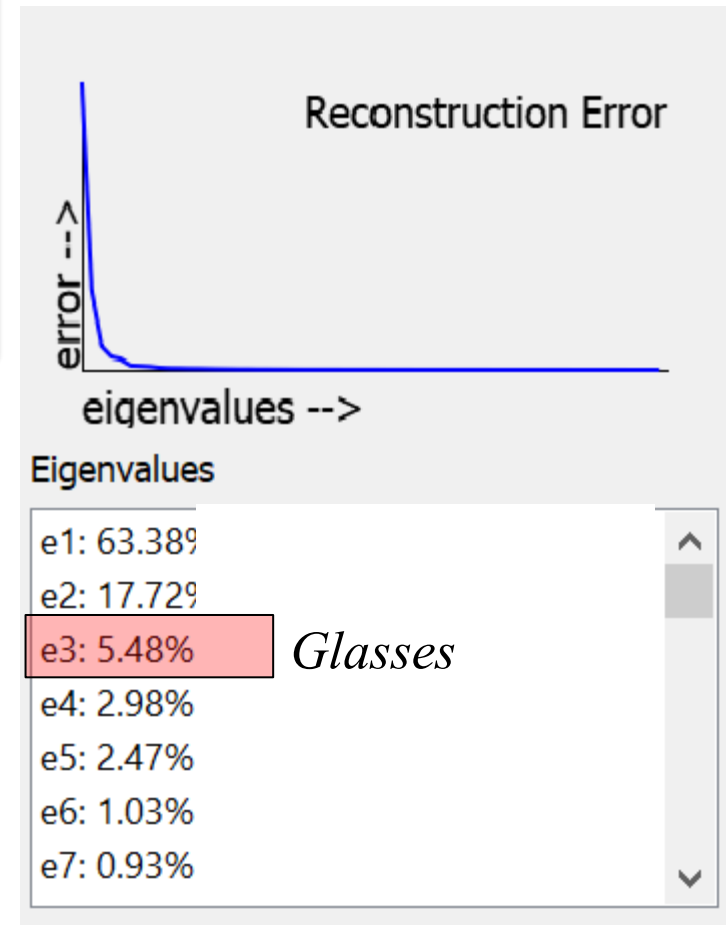 Reconstruction Error
error -->
eigenvalues -->
Eigenvalues
e1: 63.38%
e2: 17.72%
e3: 5.48% Glasses
e4: 2.98%
e5: 2.47%
e6: 1.03%
e7: 0.93%